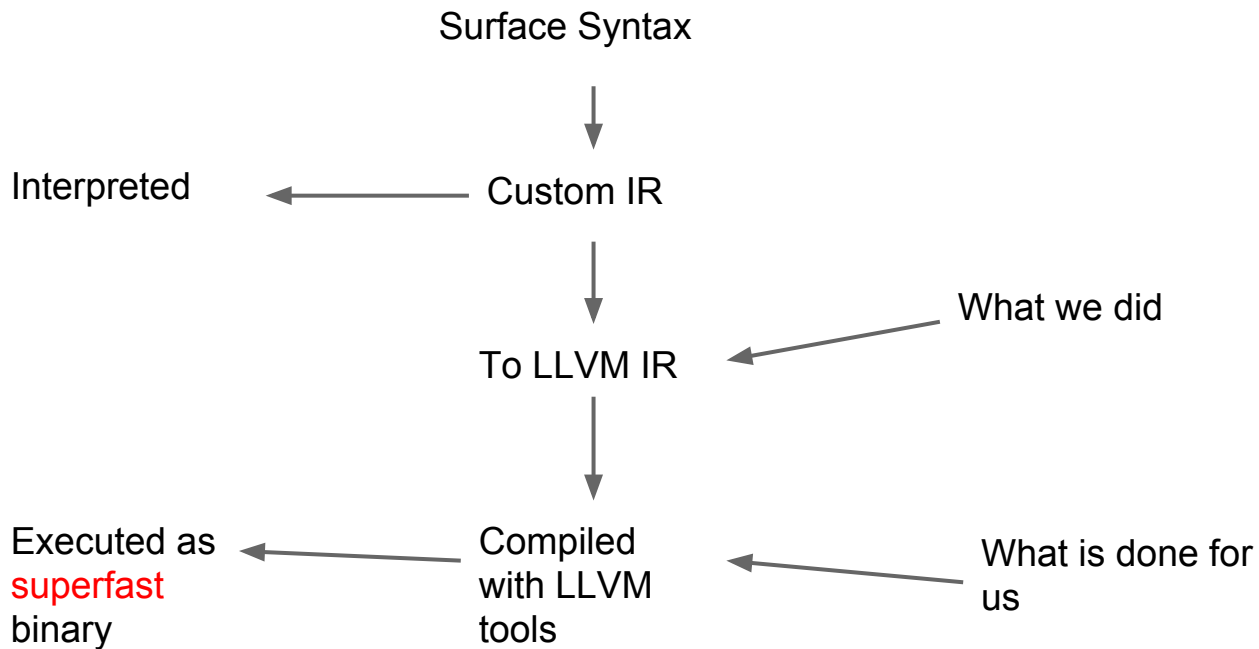 Surface Syntax
Interpreted
Custom IR
What we did
To LLVM IR
Executed as
superfast
binary
Compiled
with LLVM
tools
What is done for
us